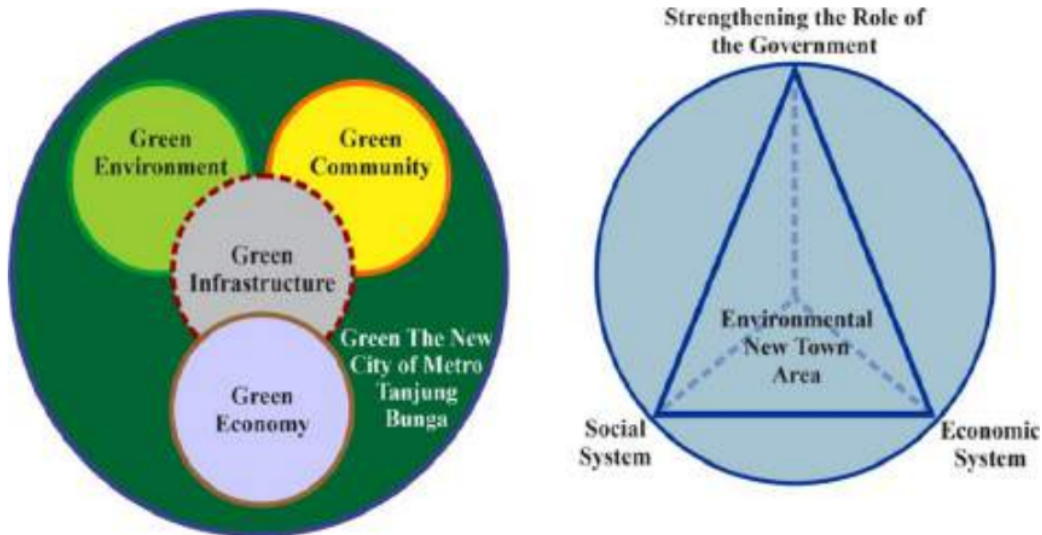 Green
Environment
Green
Community
Green
Infrastructure
Green The New
City of Metro
Tanjung
Bunga
Green
Economy
Strengthening the Role of
the Government
Environmental
New Town
Area
Social
System
Economic
System